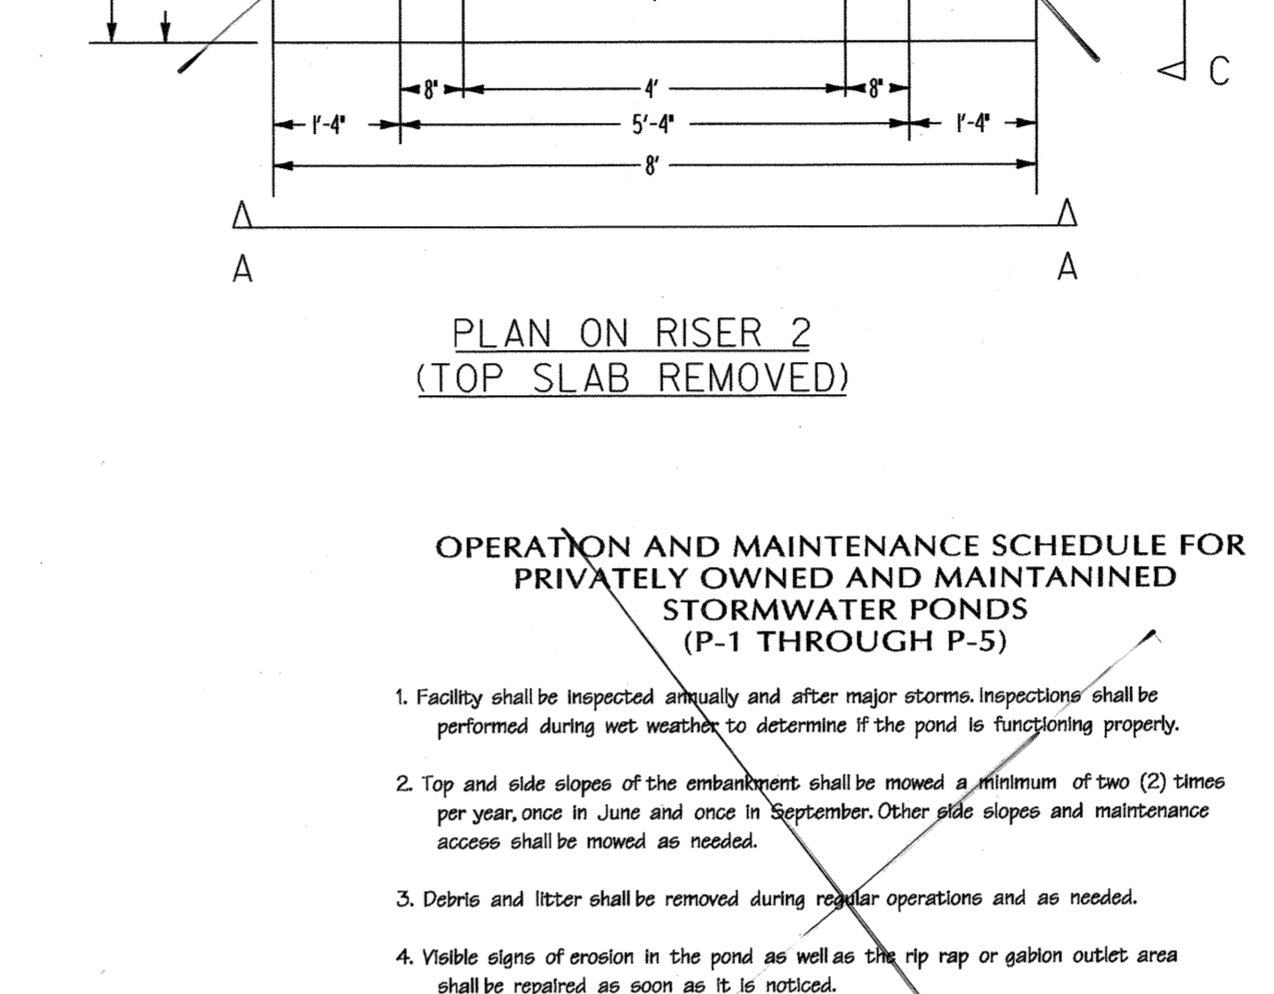 C
8" 4' 8"
1'-4" 5'-4" 1'-4"
8'
A A
PLAN ON RISER 2
(TOP SLAB REMOVED)
OPERATION AND MAINTENANCE SCHEDULE FOR
PRIVATELY OWNED AND MAINTANINED
STORMWATER PONDS
(P-1 THROUGH P-5)
1. Facility shall be inspected annually and after major storms. Inspections shall be
performed during wet weather to determine if the pond is functioning properly.
2. Top and side slopes of the embankment shall be mowed a minimum of two (2) times
per year, once in June and once in September. Other side slopes and maintenance
access shall be mowed as needed.
3. Debris and litter shall be removed during regular operations and as needed.
4. Visible signs of erosion in the pond as well as the rip rap or gabion outlet area
shall be repaired as soon as it is noticed.